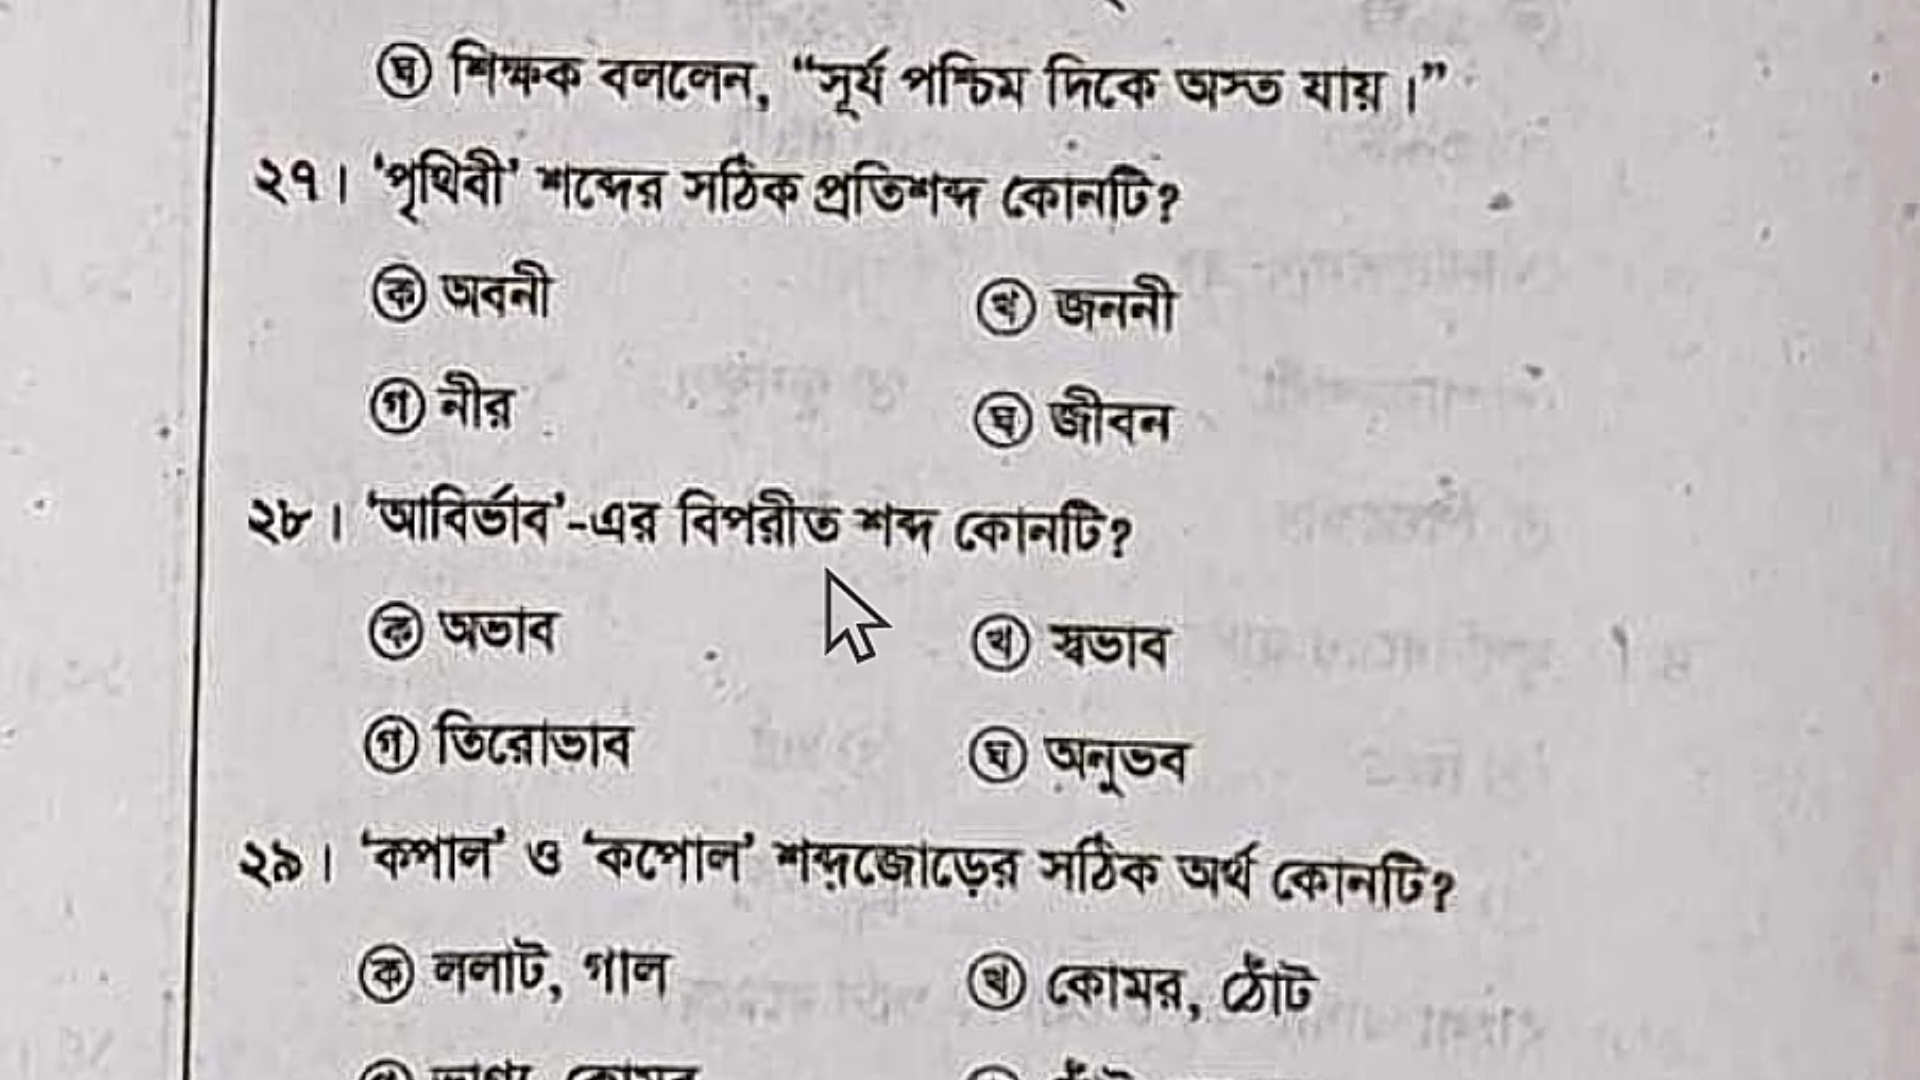 ঘ শিক্ষক বললেন, “সূর্য পশ্চিম দিকে অস্ত যায়।”
২৭। ‘পৃথিবী’ শব্দের সঠিক প্রতিশব্দ কোনটি?
ক অবনী খ জননী
গ নীর ঘ জীবন
২৮। ‘আবির্ভাব’-এর বিপরীত শব্দ কোনটি?
ক অভাব খ স্বভাব
গ তিরোভাব ঘ অনুভব
২৯। ‘কপাল’ ও ‘কপোল’ শব্দজোড়ের সঠিক অর্থ কোনটি?
ক ললাট, গাল খ কোমর, ঠোঁট